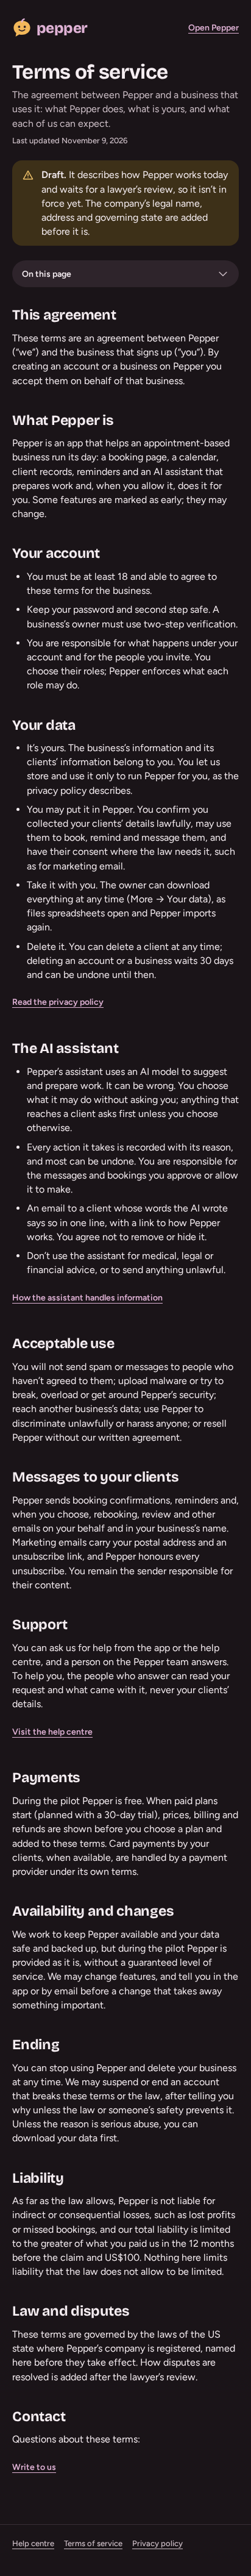 pepper
Open Pepper
Terms of service
The agreement between Pepper and a business that
uses it: what Pepper does, what is yours, and what
each of us can expect.
Last updated November 9, 2026
Draft. It describes how Pepper works today
and waits for a lawyer’s review, so it isn’t in
force yet. The company’s legal name,
address and governing state are added
before it is.
On this page
This agreement
These terms are an agreement between Pepper
(“we”) and the business that signs up (“you”). By
creating an account or a business on Pepper you
accept them on behalf of that business.
What Pepper is
Pepper is an app that helps an appointment-based
business run its day: a booking page, a calendar,
client records, reminders and an AI assistant that
prepares work and, when you allow it, does it for
you. Some features are marked as early; they may
change.
Your account
• You must be at least 18 and able to agree to
these terms for the business.
• Keep your password and second step safe. A
business’s owner must use two-step verification.
• You are responsible for what happens under your
account and for the people you invite. You
choose their roles; Pepper enforces what each
role may do.
Your data
• It’s yours. The business’s information and its
clients’ information belong to you. You let us
store and use it only to run Pepper for you, as the
privacy policy describes.
• You may put it in Pepper. You confirm you
collected your clients’ details lawfully, may use
them to book, remind and message them, and
have their consent where the law needs it, such
as for marketing email.
• Take it with you. The owner can download
everything at any time (More → Your data), as
files spreadsheets open and Pepper imports
again.
• Delete it. You can delete a client at any time;
deleting an account or a business waits 30 days
and can be undone until then.
Read the privacy policy
The AI assistant
• Pepper’s assistant uses an AI model to suggest
and prepare work. It can be wrong. You choose
what it may do without asking you; anything that
reaches a client asks first unless you choose
otherwise.
• Every action it takes is recorded with its reason,
and most can be undone. You are responsible for
the messages and bookings you approve or allow
it to make.
• An email to a client whose words the AI wrote
says so in one line, with a link to how Pepper
works. You agree not to remove or hide it.
• Don’t use the assistant for medical, legal or
financial advice, or to send anything unlawful.
How the assistant handles information
Acceptable use
You will not send spam or messages to people who
haven’t agreed to them; upload malware or try to
break, overload or get around Pepper’s security;
reach another business’s data; use Pepper to
discriminate unlawfully or harass anyone; or resell
Pepper without our written agreement.
Messages to your clients
Pepper sends booking confirmations, reminders and,
when you choose, rebooking, review and other
emails on your behalf and in your business’s name.
Marketing emails carry your postal address and an
unsubscribe link, and Pepper honours every
unsubscribe. You remain the sender responsible for
their content.
Support
You can ask us for help from the app or the help
centre, and a person on the Pepper team answers.
To help you, the people who answer can read your
request and what came with it, never your clients’
details.
Visit the help centre
Payments
During the pilot Pepper is free. When paid plans
start (planned with a 30-day trial), prices, billing and
refunds are shown before you choose a plan and
added to these terms. Card payments by your
clients, when available, are handled by a payment
provider under its own terms.
Availability and changes
We work to keep Pepper available and your data
safe and backed up, but during the pilot Pepper is
provided as it is, without a guaranteed level of
service. We may change features, and tell you in the
app or by email before a change that takes away
something important.
Ending
You can stop using Pepper and delete your business
at any time. We may suspend or end an account
that breaks these terms or the law, after telling you
why unless the law or someone’s safety prevents it.
Unless the reason is serious abuse, you can
download your data first.
Liability
As far as the law allows, Pepper is not liable for
indirect or consequential losses, such as lost profits
or missed bookings, and our total liability is limited
to the greater of what you paid us in the 12 months
before the claim and US$100. Nothing here limits
liability that the law does not allow to be limited.
Law and disputes
These terms are governed by the laws of the US
state where Pepper’s company is registered, named
here before they take effect. How disputes are
resolved is added after the lawyer’s review.
Contact
Questions about these terms:
Write to us
Help centre
Terms of service
Privacy policy